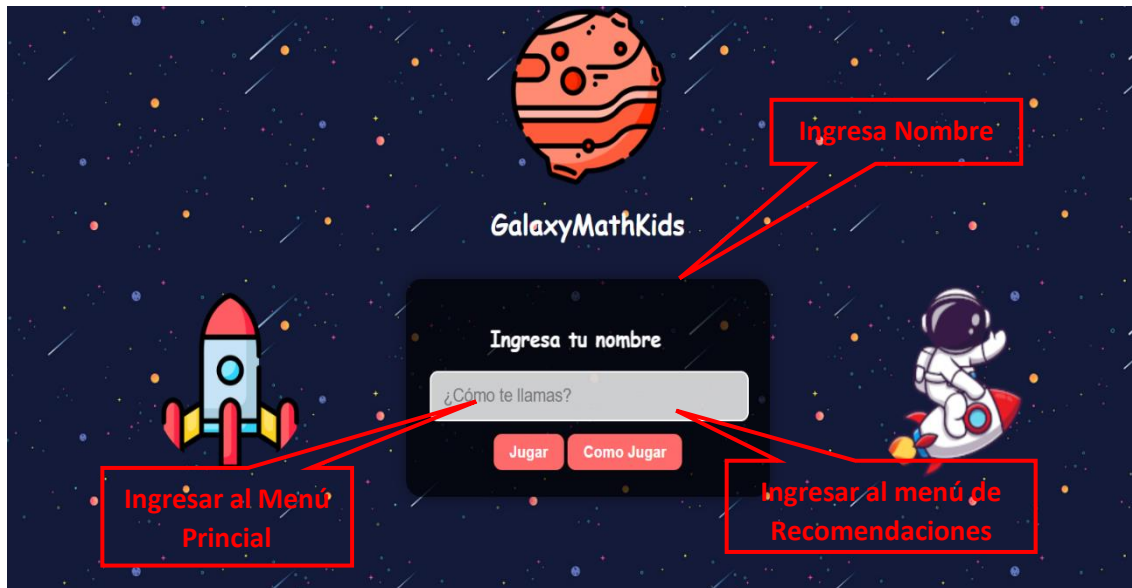 Ingresa Nombre
GalaxyMathKids
Ingresa tu nombre
¿Cómo te llamas?
Jugar
Como Jugar
Ingresar al Menú
Princial
Ingresar al menú de
Recomendaciones